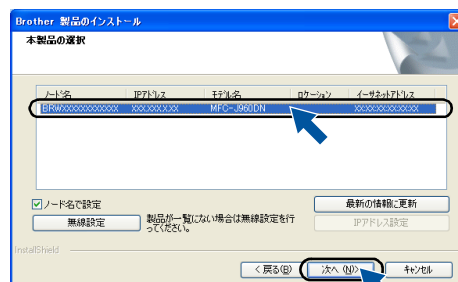 Brother 製品のインストール
本製品の選択
ノード名 IPアドレス モデル名 ロケーション イーサネットアドレス
BRWXXXXXXXXXXXX XXX.XXX.X.XX MFC-J960DN XX:XX:XX:XX:XX:XX
ノード名で設定 最新の情報に更新
無線設定 製品が一覧にない場合は無線設定を行 IPアドレス設定
ってください。
InstallShield
< 戻る(B) 次へ (N)> キャンセル